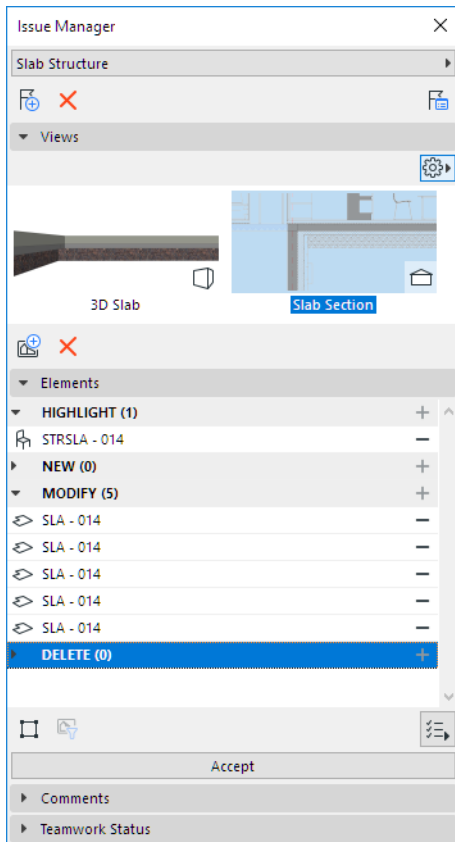 Issue Manager
Slab Structure
Views
3D Slab
Slab Section
Elements
HIGHLIGHT (1)
STRSLA - 014
NEW (0)
MODIFY (5)
SLA - 014
SLA - 014
SLA - 014
SLA - 014
SLA - 014
DELETE (0)
Accept
Comments
Teamwork Status